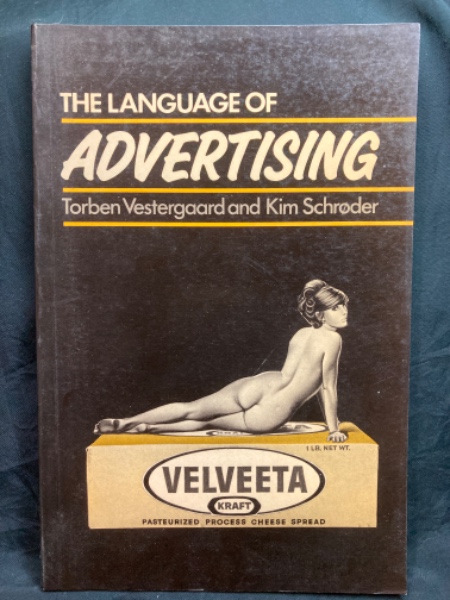 THE LANGUAGE OF
ADVERTISING
Torben Vestergaard and Kim Schrøder
1 LB. NET WT.
VELVEETA
KRAFT
PASTEURIZED PROCESS CHEESE SPREAD